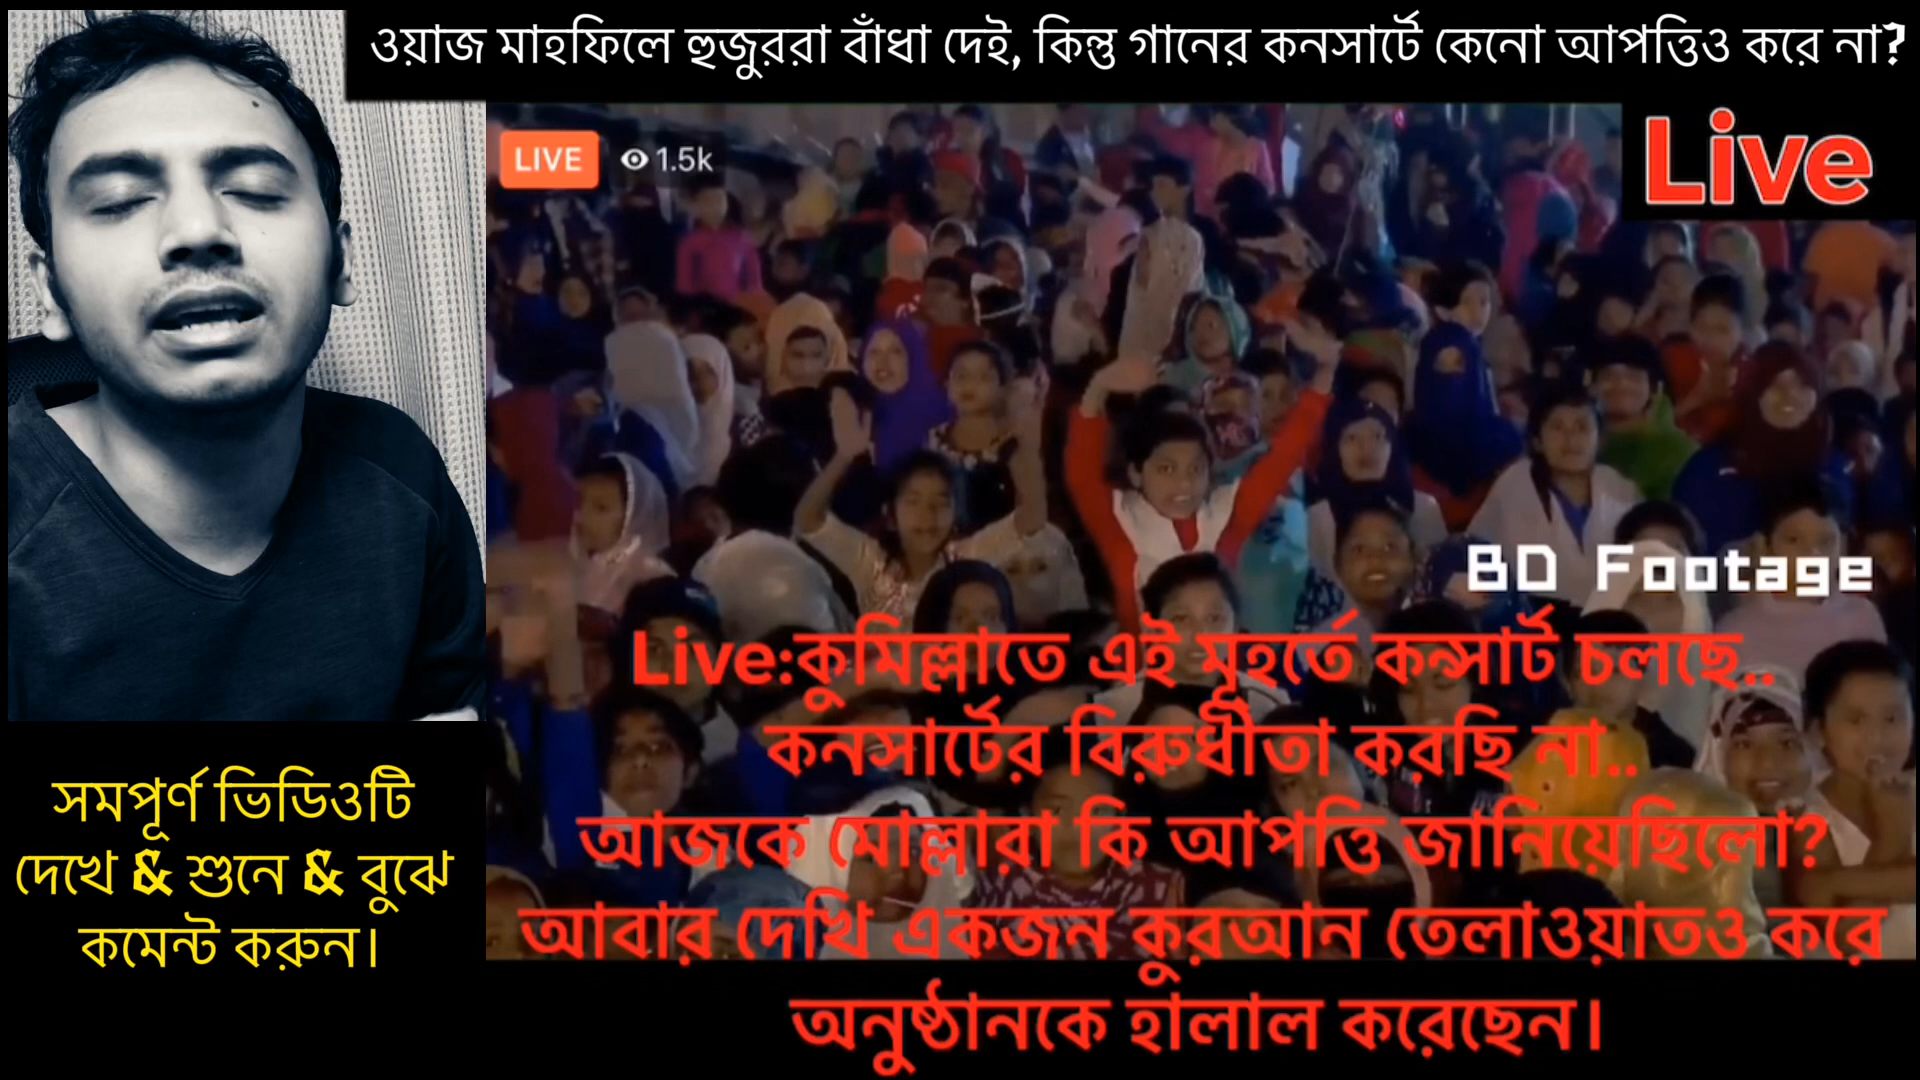 ওয়াজ মাহফিলে হুজুররা বাঁধা দেই, কিন্তু গানের কনসার্টে কেনো আপত্তিও করে না?
Live
LIVE 1.5k
BD Footage
Live:কুমিল্লাতে এই মূহর্তে কন্সার্ট চলছে..
কনসার্টের বিরুধীতা করছি না..
আজকে মোল্লারা কি আপত্তি জানিয়েছিলো?
আবার দেখি একজন কুরআন তেলাওয়াতও করে
অনুষ্ঠানকে হালাল করেছেন।
সমপূর্ণ ভিডিওটি
দেখে & শুনে & বুঝে
কমেন্ট করুন।